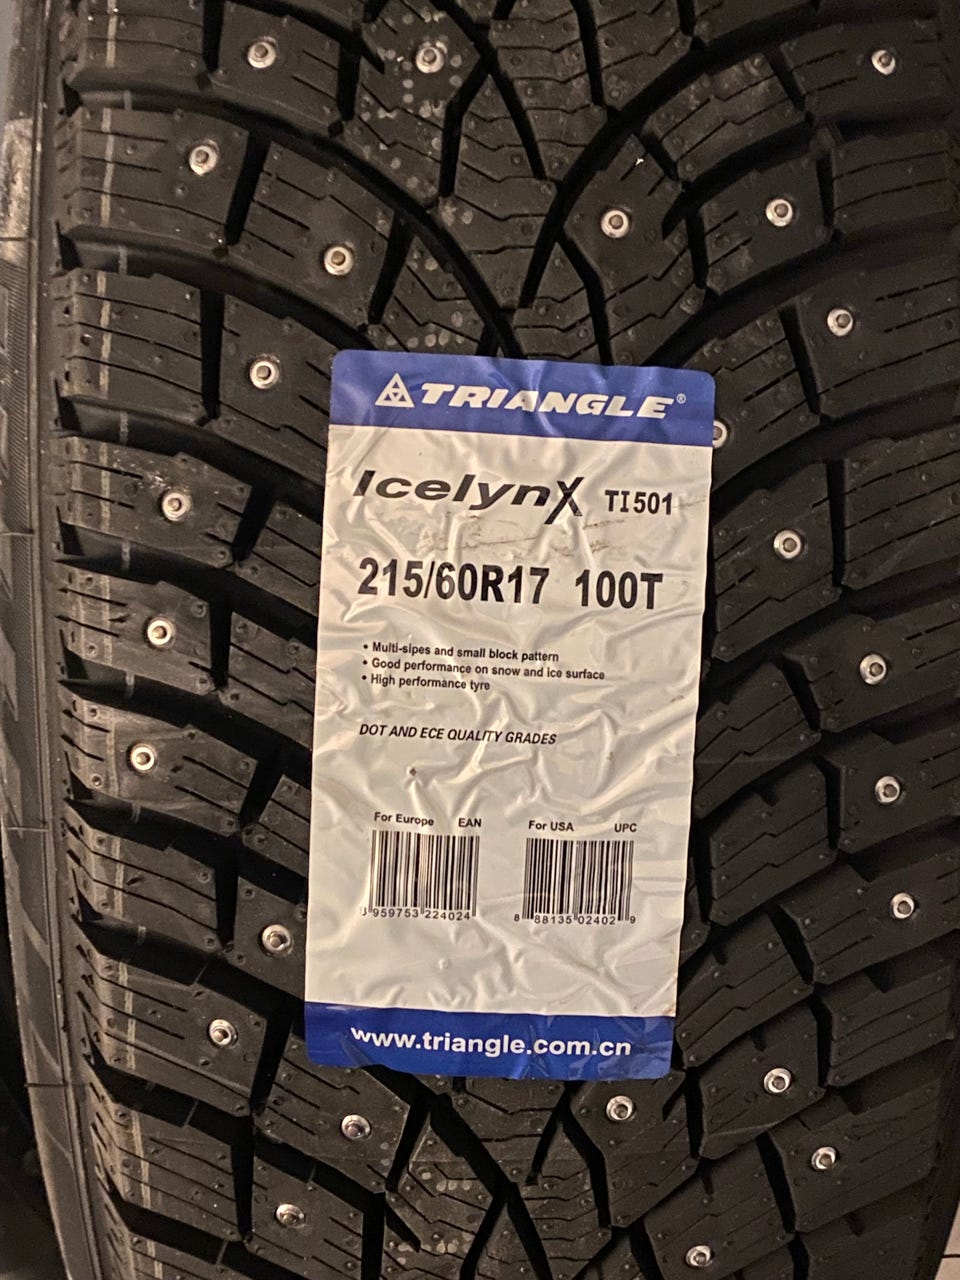 TRIANGLE®
IcelynX TI501
215/60R17 100T
• Multi-sipes and small block pattern
• Good performance on snow and ice surface
• High performance tyre
DOT AND ECE QUALITY GRADES
For Europe EAN For USA UPC
959753 224024 8 88135 02402 9
www.triangle.com.cn